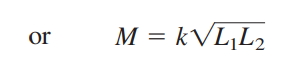 or M = k√L₁L₂